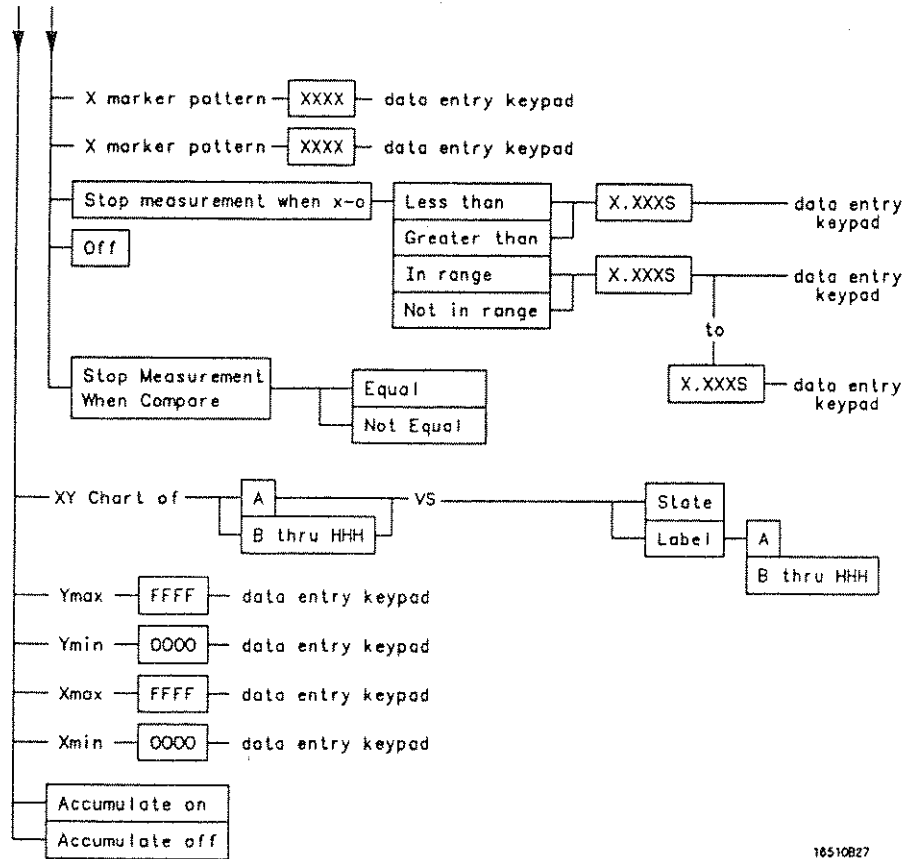 X marker pattern XXXX data entry keypad
X marker pattern XXXX data entry keypad
Stop measurement when x-o
Less than
Greater than
X.XXXS
data entry
keypad
Off
In range
Not in range
X.XXXS
data entry
keypad
to
X.XXXS
data entry
keypad
Stop Measurement
When Compare
Equal
Not Equal
XY Chart of
A
B thru HHH
VS
State
Label
A
B thru HHH
Ymax FFFF data entry keypad
Ymin 0000 data entry keypad
Xmax FFFF data entry keypad
Xmin 0000 data entry keypad
Accumulate on
Accumulate off
16510B27